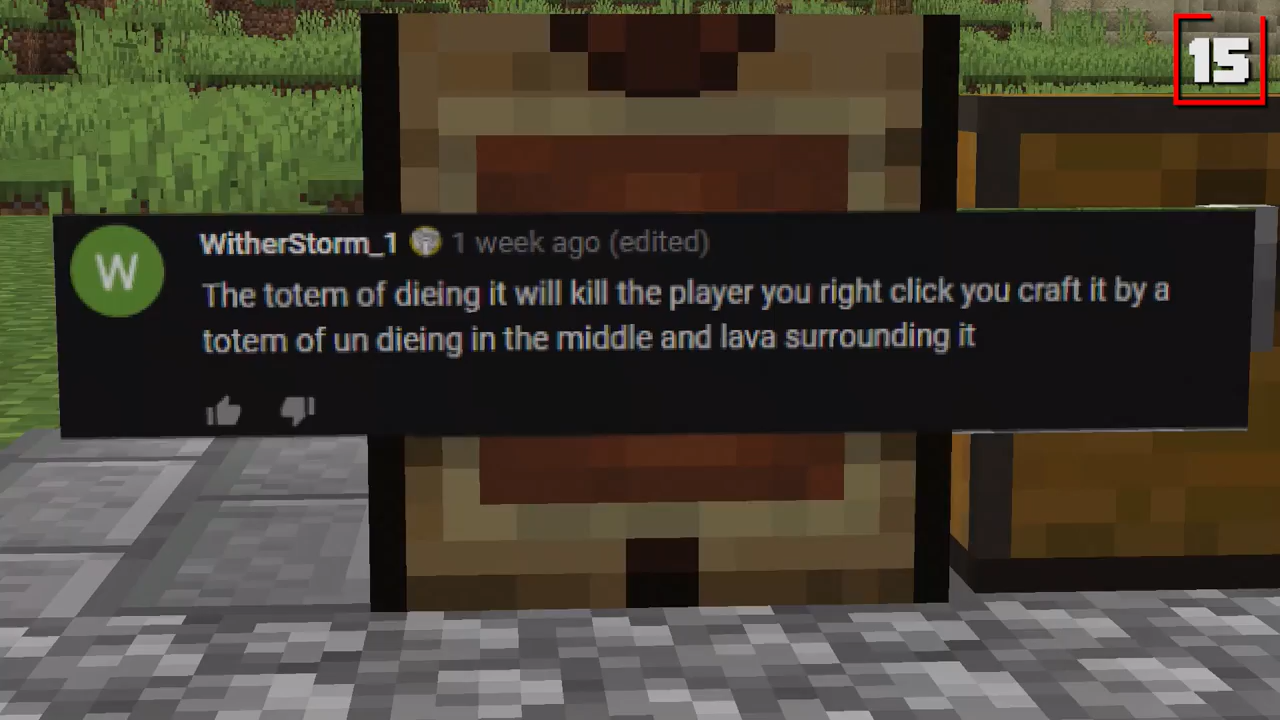 15
W
WitherStorm_1 1 week ago (edited)
The totem of dieing it will kill the player you right click you craft it by a
totem of un dieing in the middle and lava surrounding it